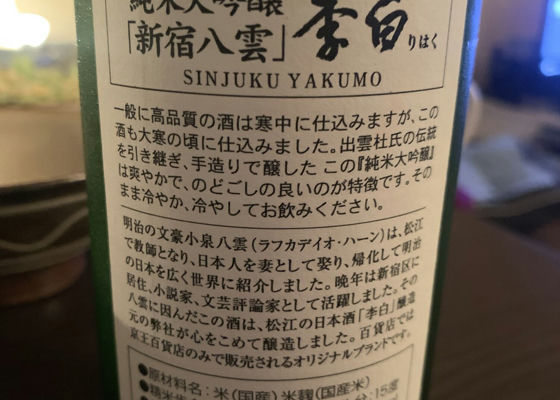 純米大吟醸
「新宿八雲」李白りはく
SINJUKU YAKUMO
一般に高品質の酒は寒中に仕込みますが、この
酒も大寒の頃に仕込みました。出雲杜氏の伝統
を引き継ぎ、手造りで醸した この『純米大吟醸』
は爽やかで、のどごしの良いのが特徴です。その
まま冷やか、冷やしてお飲みください。
明治の文豪小泉八雲(ラフカデイオ・ハーン)は、松江
で教師となり、日本人を妻として娶り、帰化して明治
の日本を広く世界に紹介しました。晩年は新宿区に
居住、小説家、文芸評論家として活躍しました。その
八雲に因んだこの酒は、松江の日本酒「李白」醸造
元の弊社が心をこめて醸造しました。百貨店では
京王百貨店のみで販売されるオリジナルブランドです。
●原材料名：米(国産)米麹(国産米)
●精米歩 分：15度